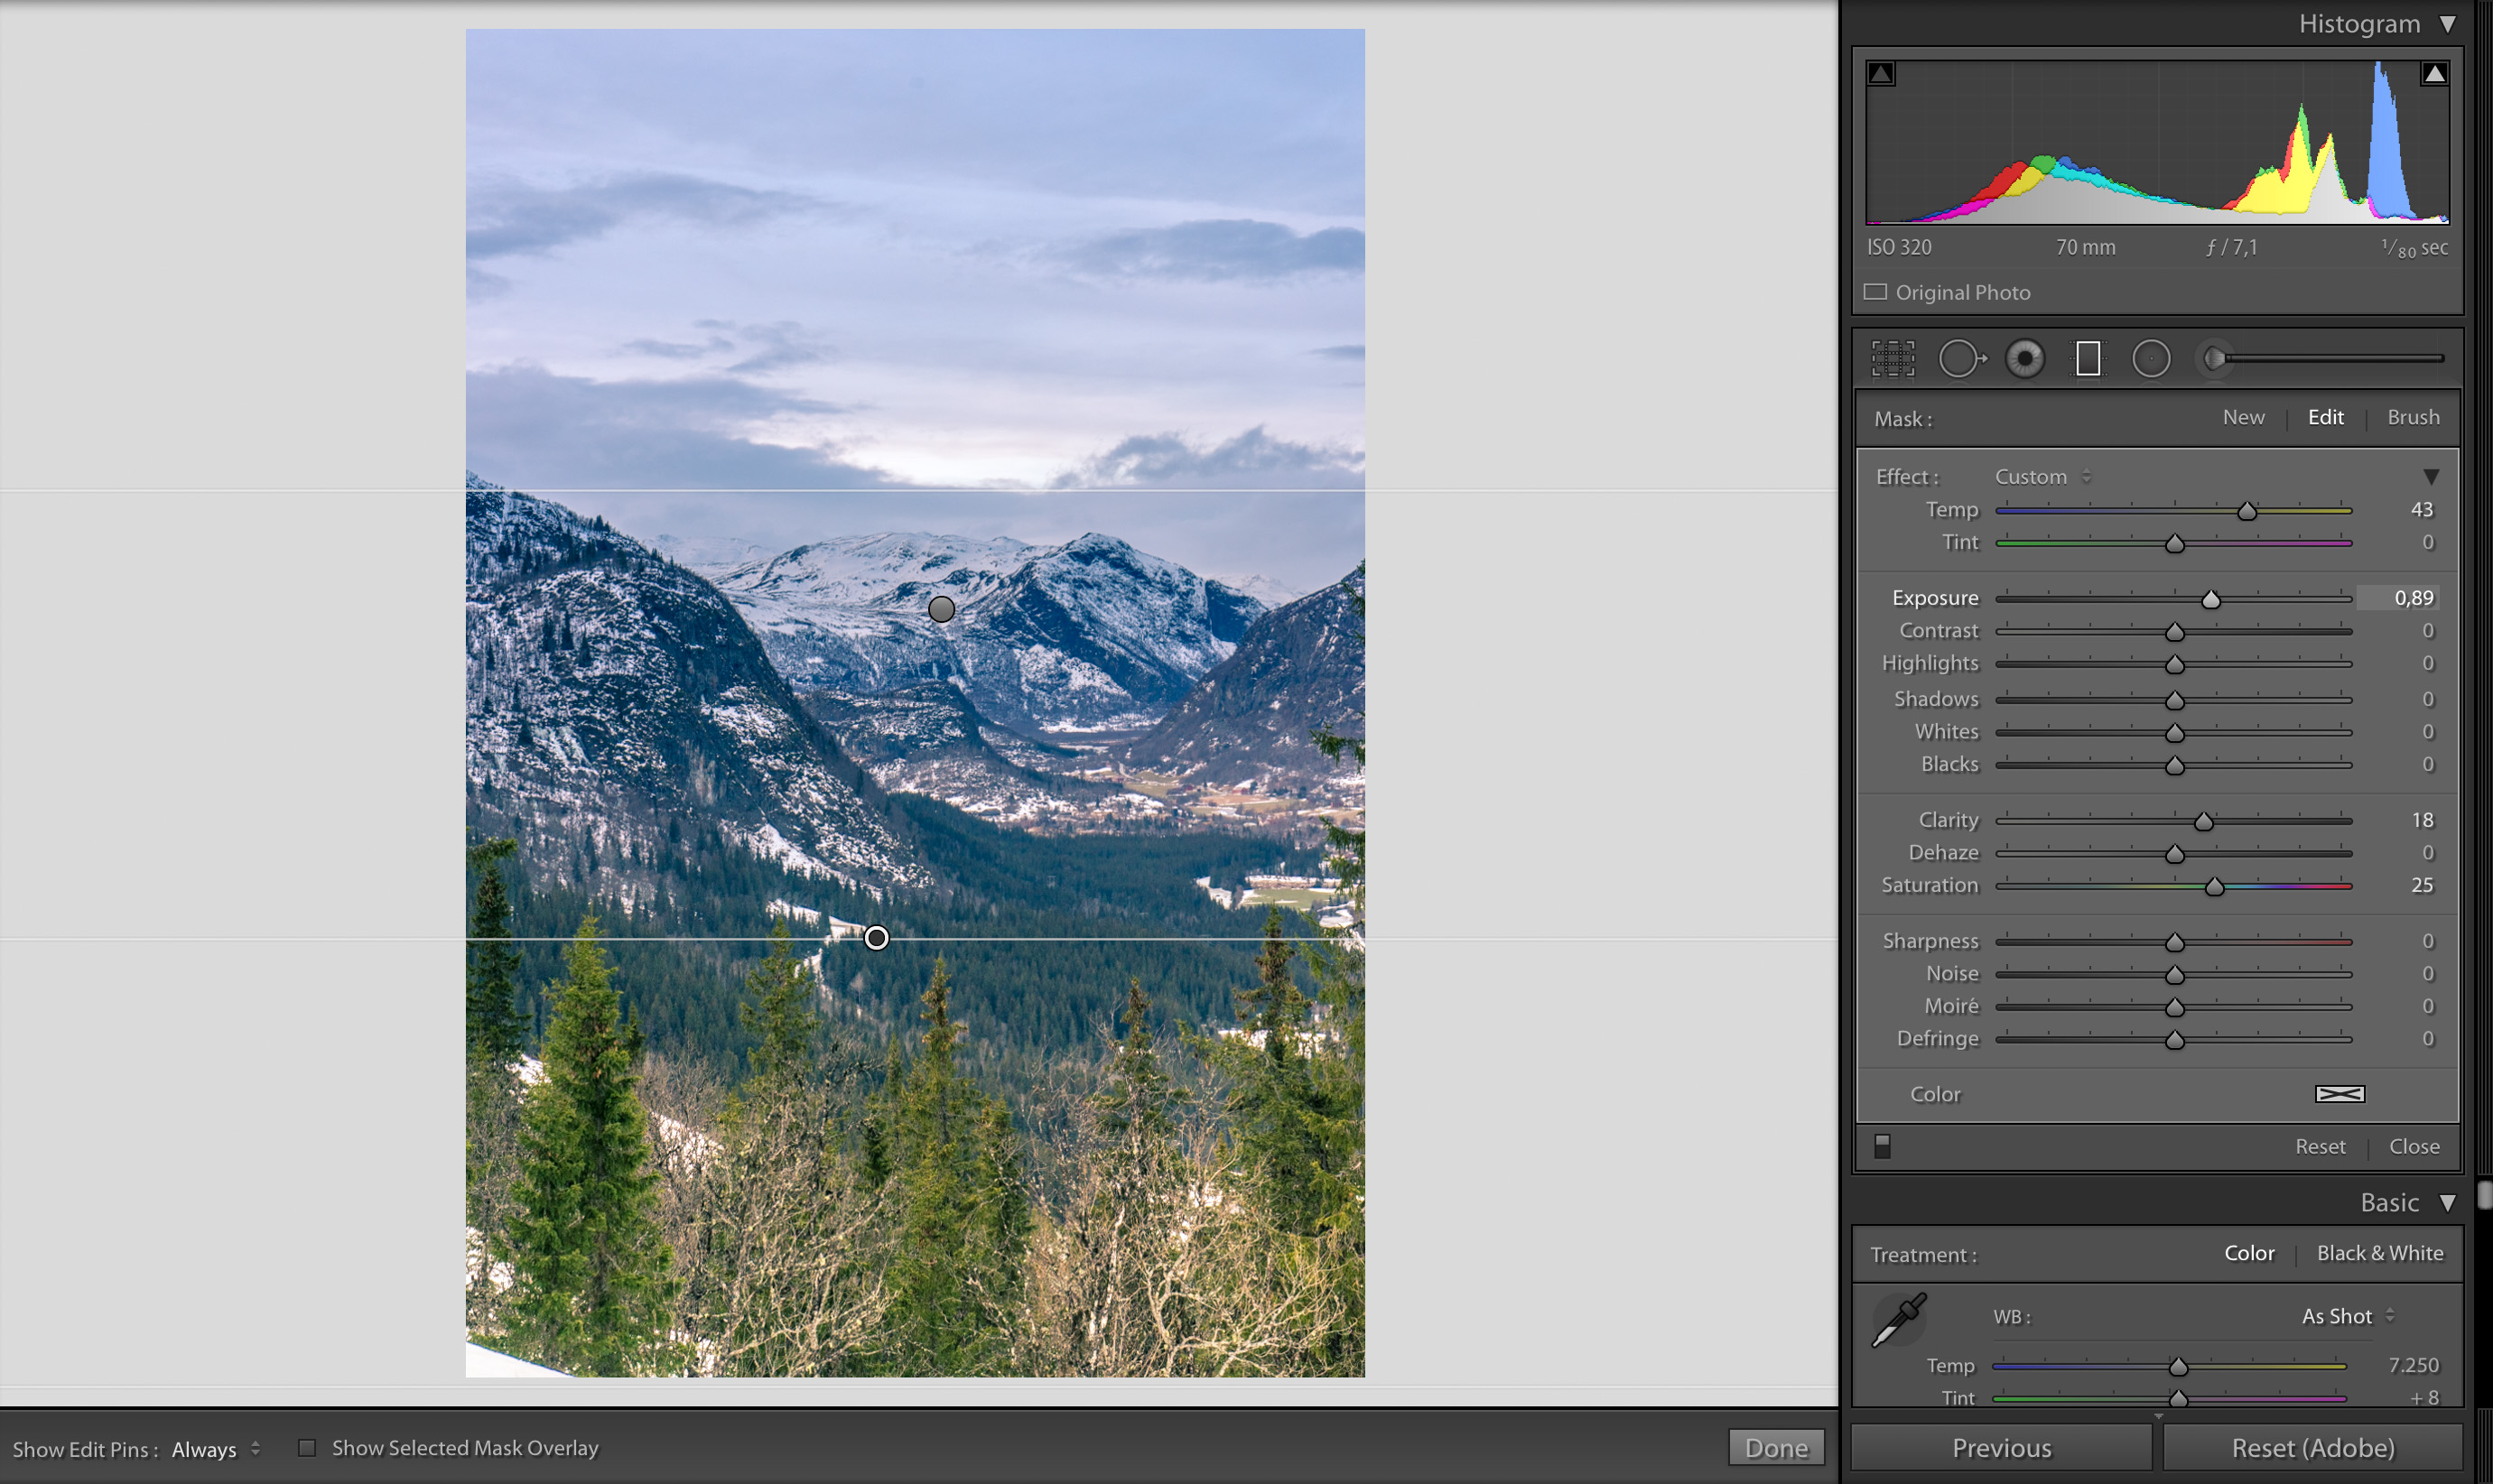 Histogram
ISO 320 70 mm ƒ / 7,1 1/80 sec
Original Photo
Mask : New Edit Brush
Effect : Custom
Temp 43
Tint 0
Exposure 0,89
Contrast 0
Highlights 0
Shadows 0
Whites 0
Blacks 0
Clarity 18
Dehaze 0
Saturation 25
Sharpness 0
Noise 0
Moiré 0
Defringe 0
Color
Reset Close
Basic
Treatment : Color Black & White
WB : As Shot
Temp 7.250
Tint + 8
Show Edit Pins : Always Show Selected Mask Overlay Done Previous Reset (Adobe)